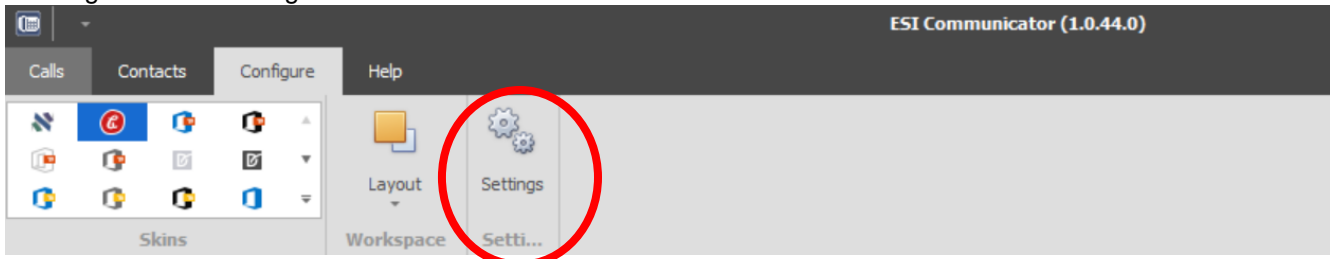 ESI Communicator (1.0.44.0)
Calls Contacts Configure Help
Layout Settings
Skins Workspace Setti...